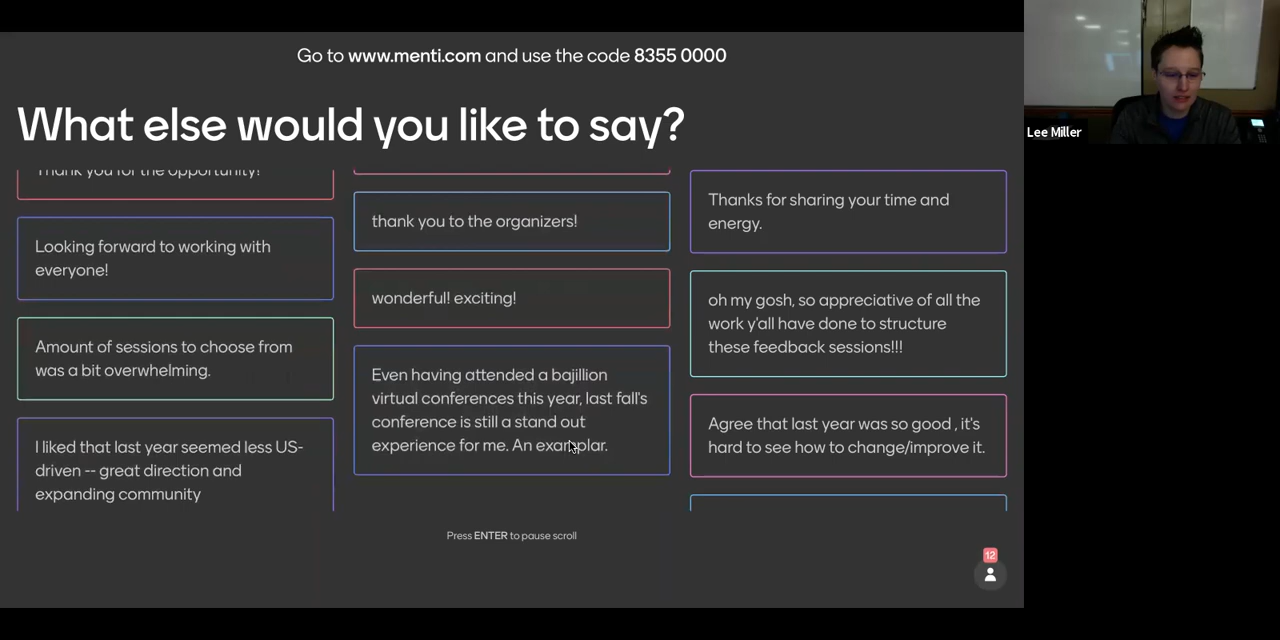 Go to www.menti.com and use the code 8355 0000
What else would you like to say?
Thank you for the opportunity!
Looking forward to working with
everyone!
Amount of sessions to choose from
was a bit overwhelming.
I liked that last year seemed less US-
driven -- great direction and
expanding community
thank you to the organizers!
wonderful! exciting!
Even having attended a bajillion
virtual conferences this year, last fall's
conference is still a stand out
experience for me. An examplar.
Thanks for sharing your time and
energy.
oh my gosh, so appreciative of all the
work y'all have done to structure
these feedback sessions!!!
Agree that last year was so good , it's
hard to see how to change/improve it.
Press ENTER to pause scroll
12
Lee Miller